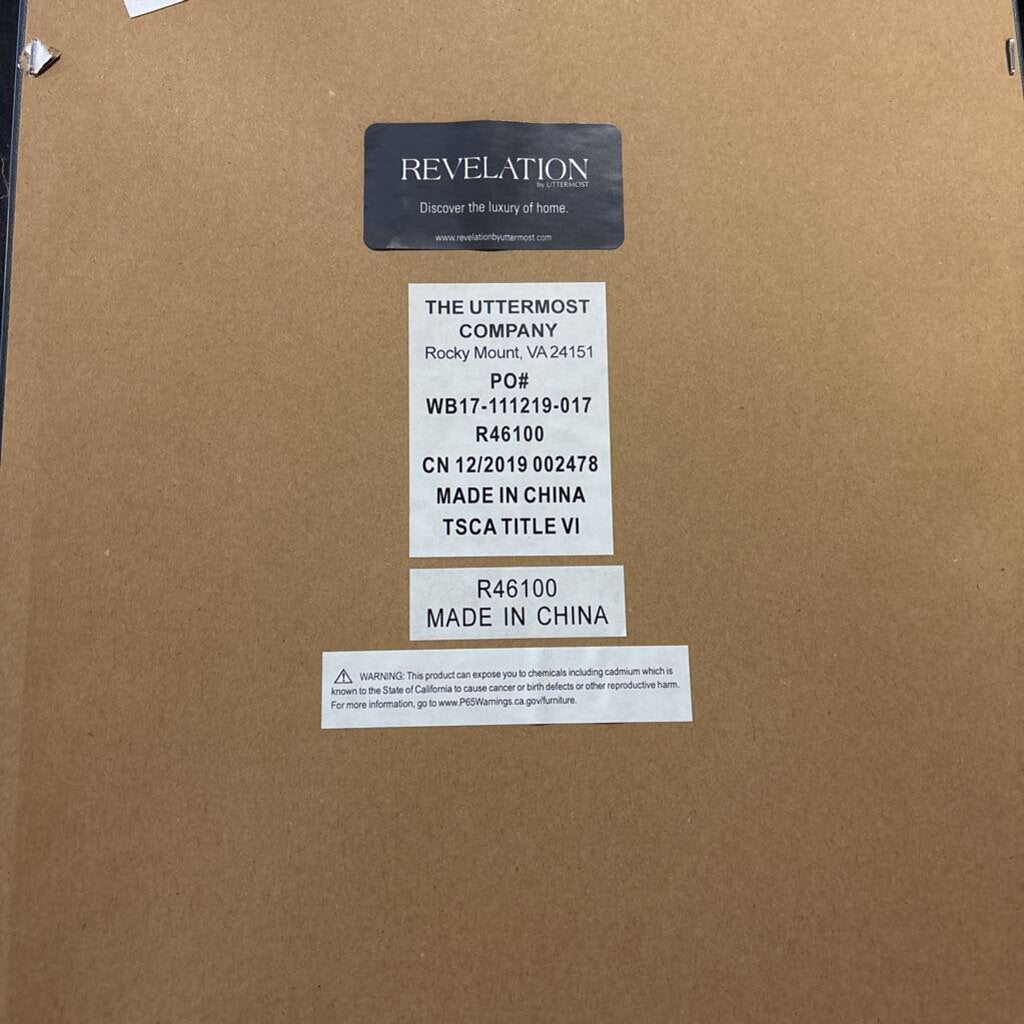 REVELATION
by UTTERMOST
Discover the luxury of home.
www.revelationbyuttermost.com
THE UTTERMOST
COMPANY
Rocky Mount, VA 24151
PO#
WB17-111219-017
R46100
CN 12/2019 002478
MADE IN CHINA
TSCA TITLE VI
R46100
MADE IN CHINA
WARNING: This product can expose you to chemicals including cadmium which is
known to the State of California to cause cancer or birth defects or other reproductive harm.
For more information, go to www.P65Warnings.ca.gov/furniture.